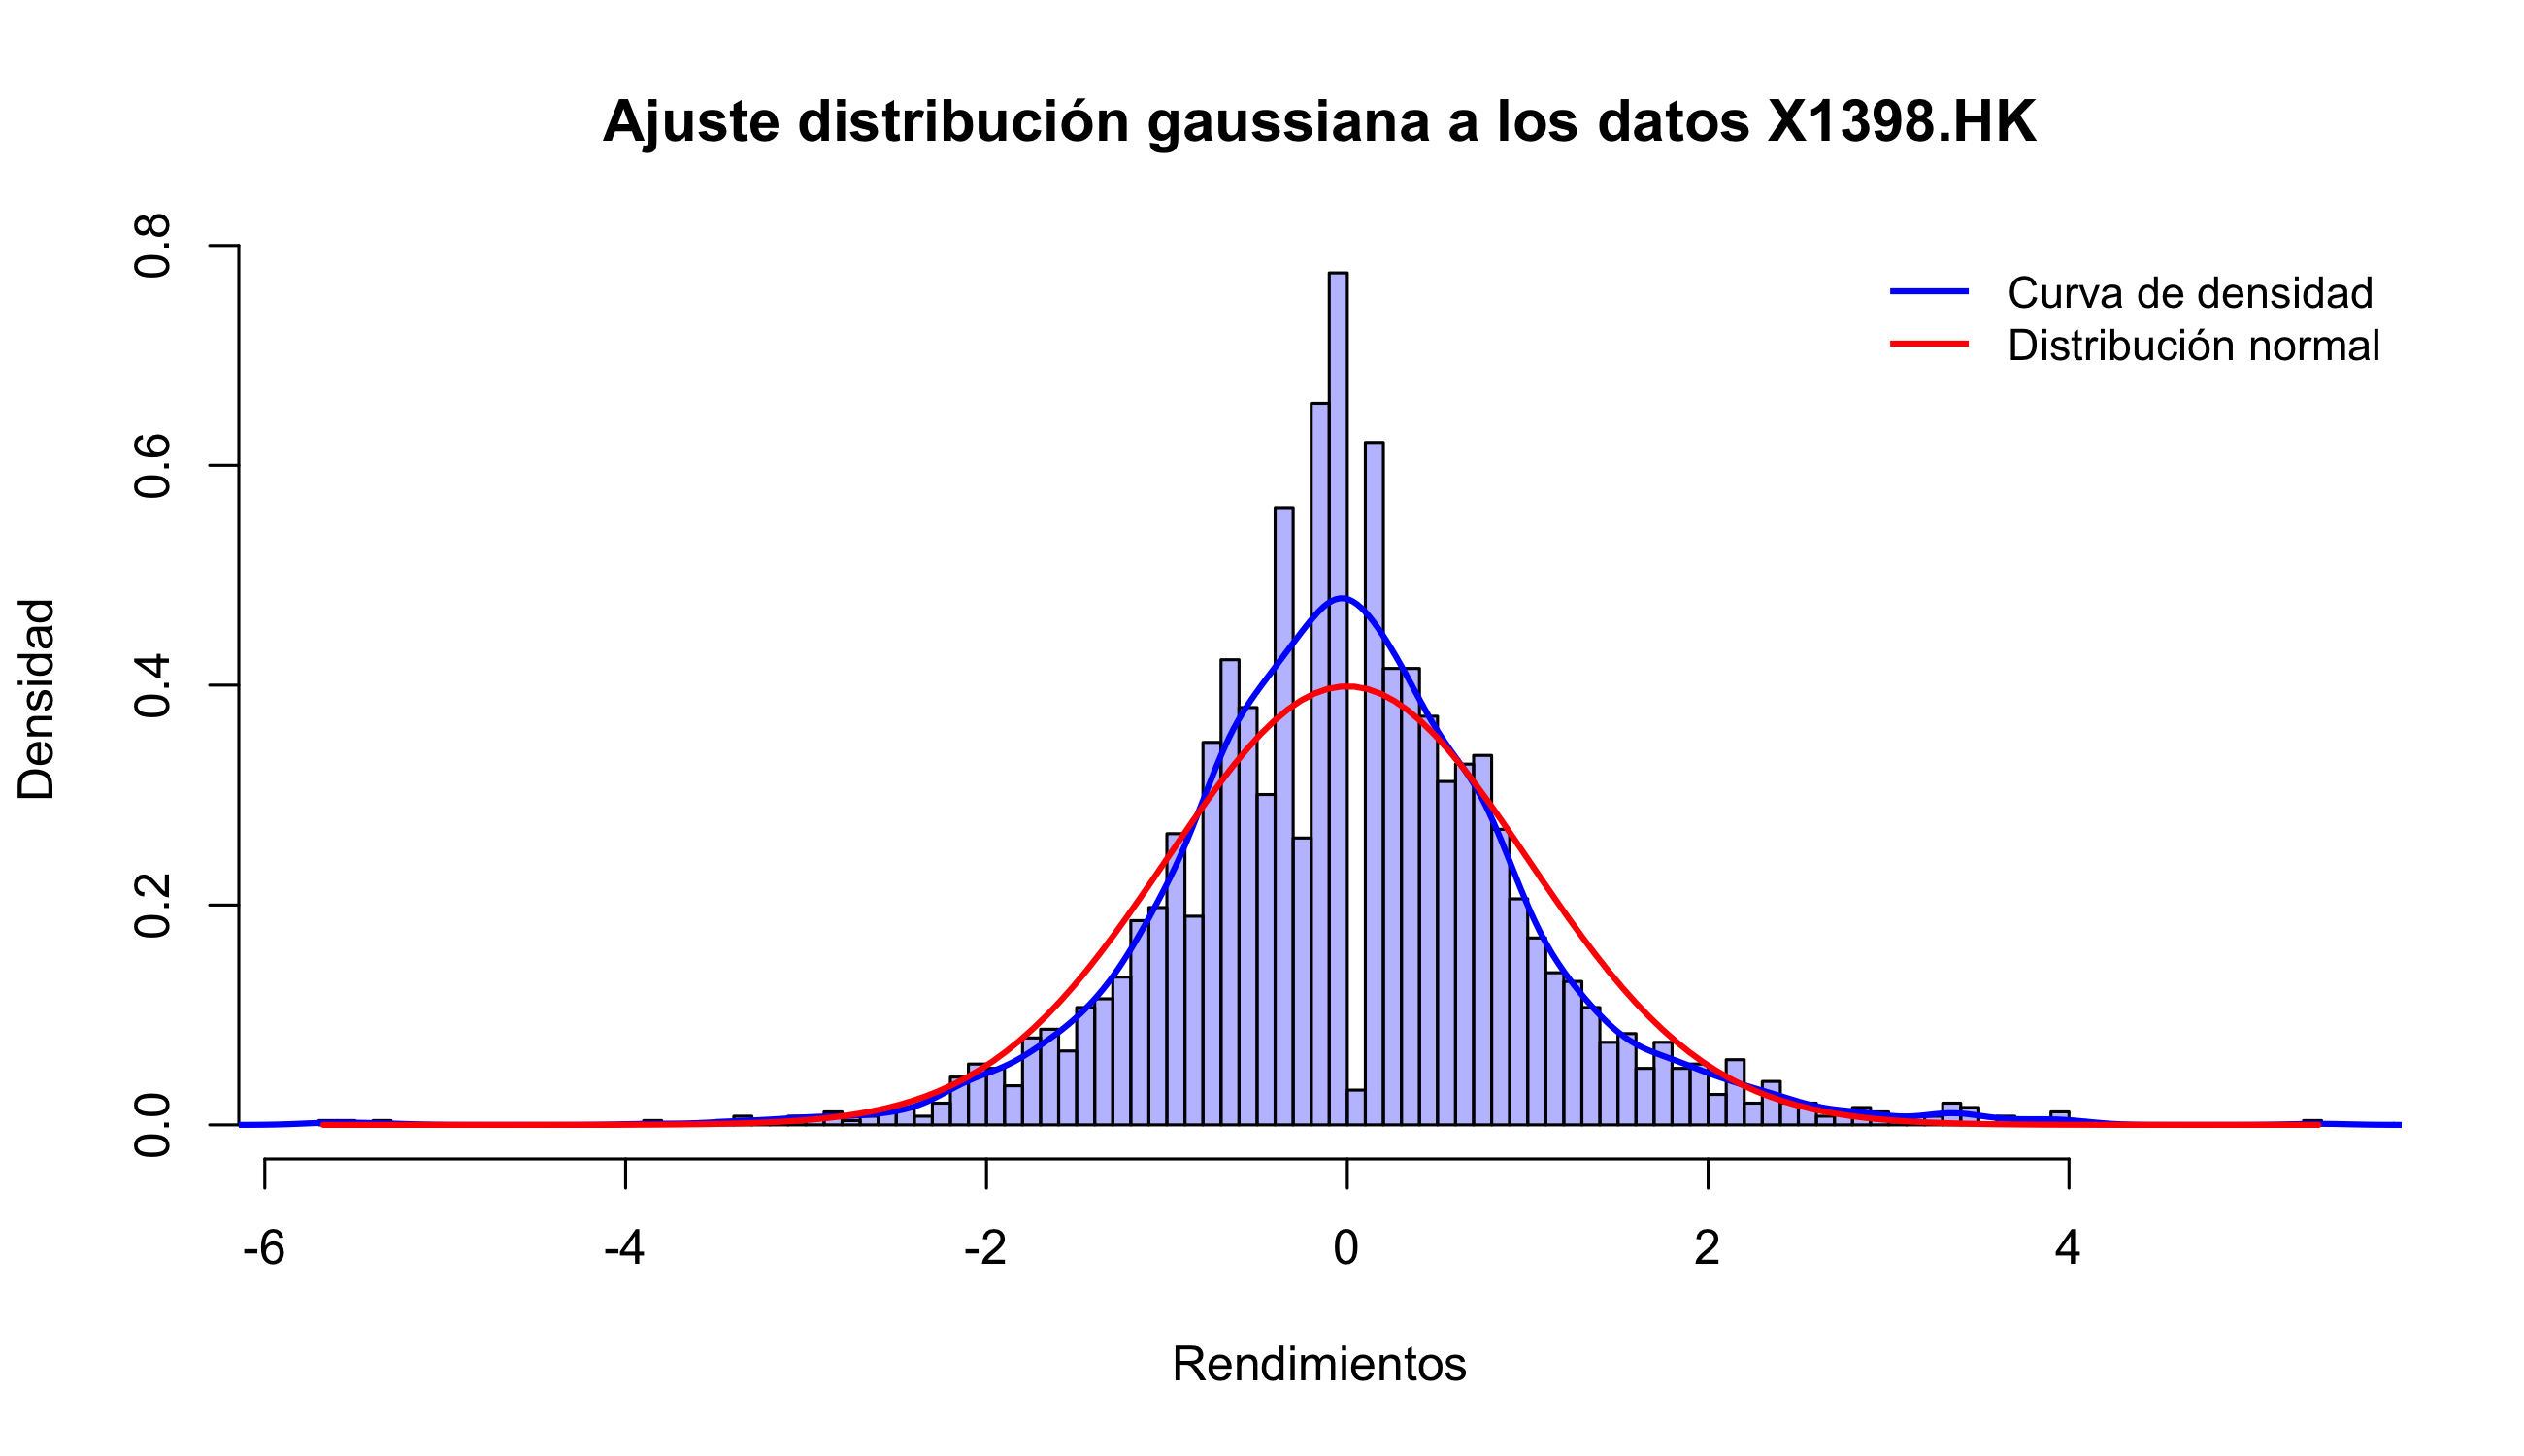 Ajuste distribución gaussiana a los datos X1398.HK
Curva de densidad
Distribución normal
Densidad
0.8
0.6
0.4
0.2
0.0
-6 -4 -2 0 2 4
Rendimientos